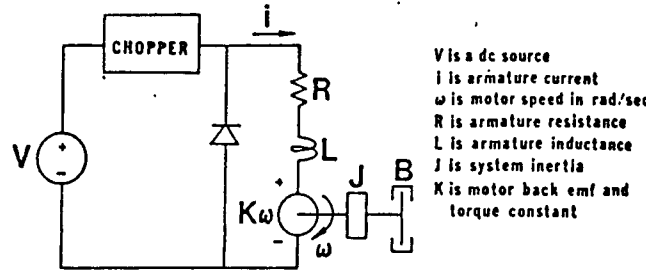 i
CHOPPER
R
L
V
+
-
+
Kω
-
ω
J
B
V is a dc source
i is armature current
ω is motor speed in rad/sec
R is armature resistance
L is armature inductance
J is system inertia
K is motor back emf and
torque constant